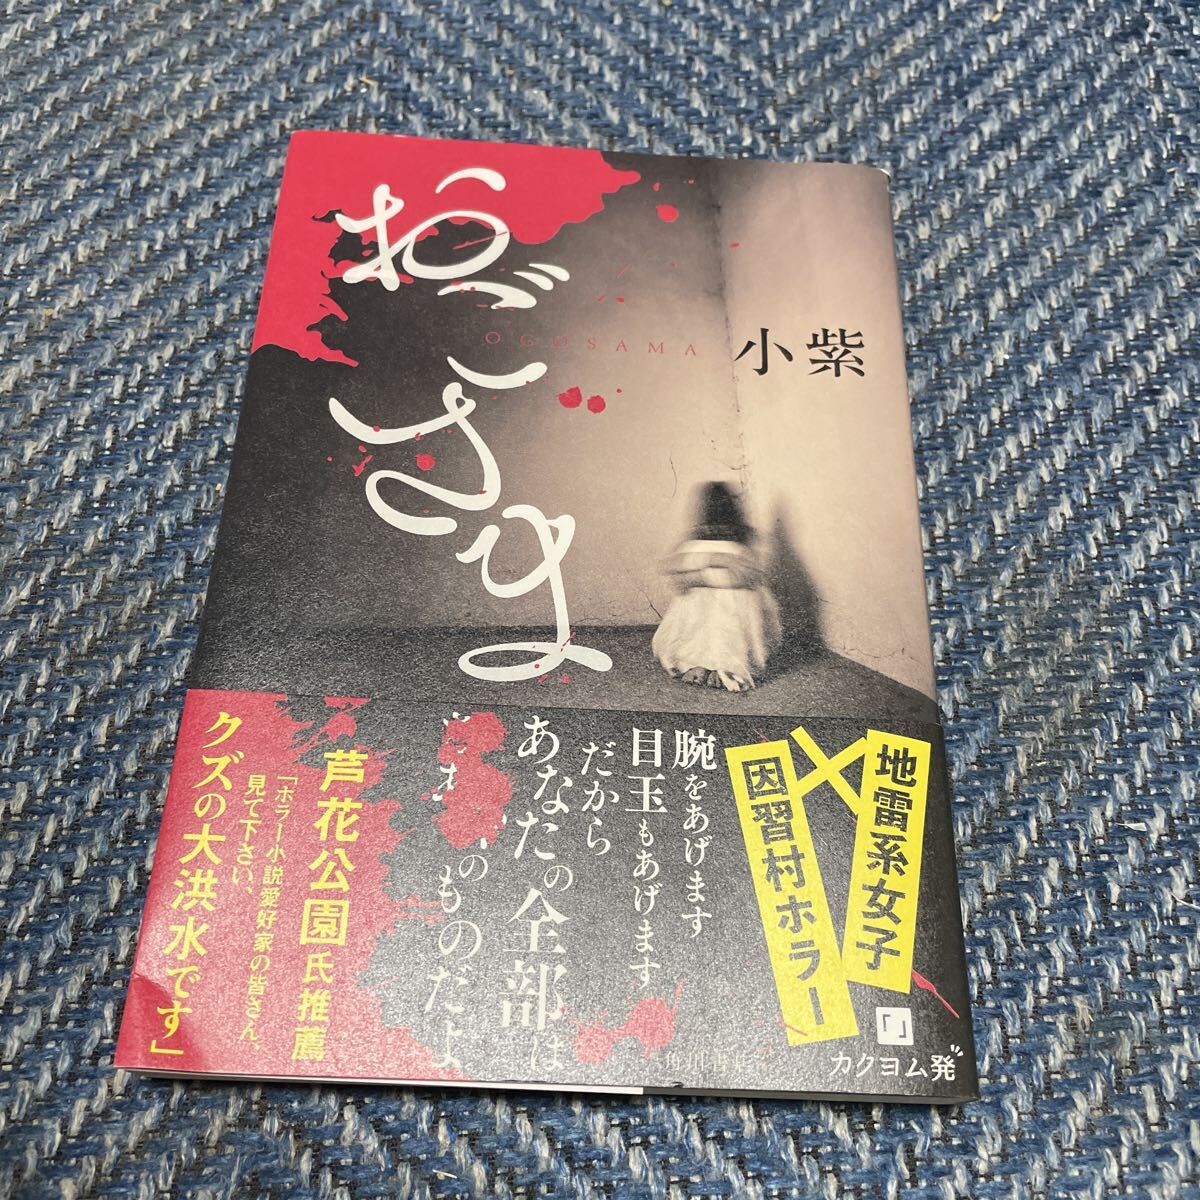 おごさま
OGOSAMA
小紫
地雷系女子
×
因習村ホラー
腕をあげます
目玉もあげます
だから
あなたの全部は
のものだよ
芦花公園氏推薦
「ホラー小説愛好家の皆さん、
見て下さい、
クズの大洪水です」
「」
カクヨム発